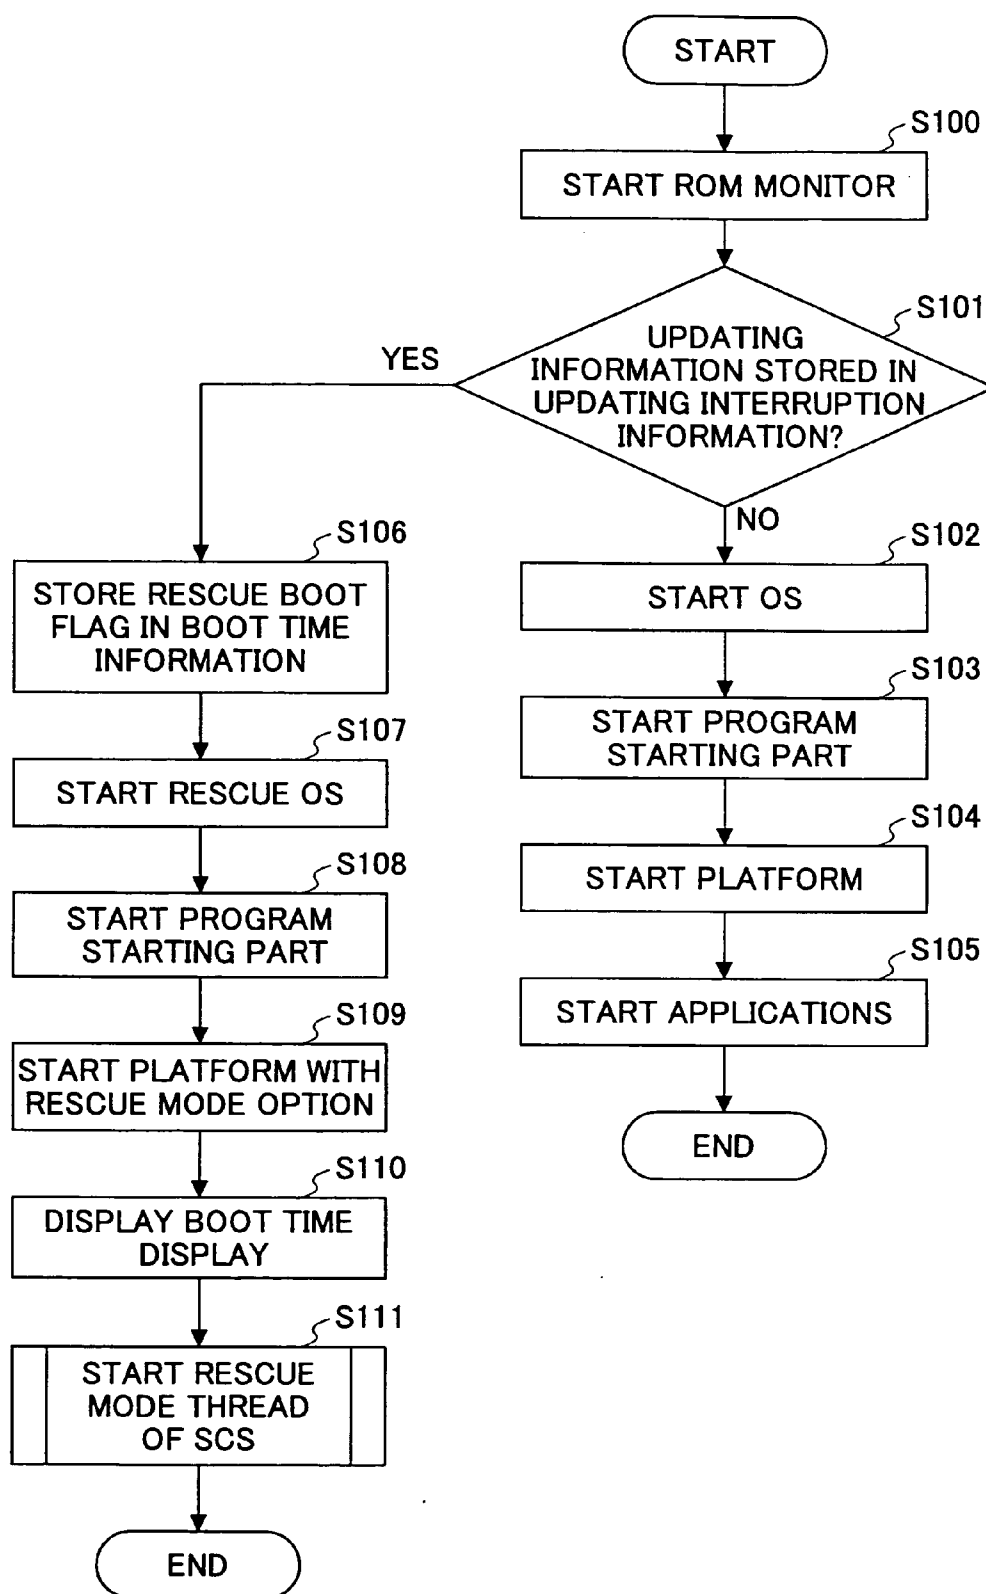 START
S100
START ROM MONITOR
S101
UPDATING
INFORMATION STORED IN
UPDATING INTERRUPTION
INFORMATION?
YES
NO
S102
START OS
S103
START PROGRAM
STARTING PART
S104
START PLATFORM
S105
START APPLICATIONS
END
S106
STORE RESCUE BOOT
FLAG IN BOOT TIME
INFORMATION
S107
START RESCUE OS
S108
START PROGRAM
STARTING PART
S109
START PLATFORM WITH
RESCUE MODE OPTION
S110
DISPLAY BOOT TIME
DISPLAY
S111
START RESCUE
MODE THREAD
OF SCS
END